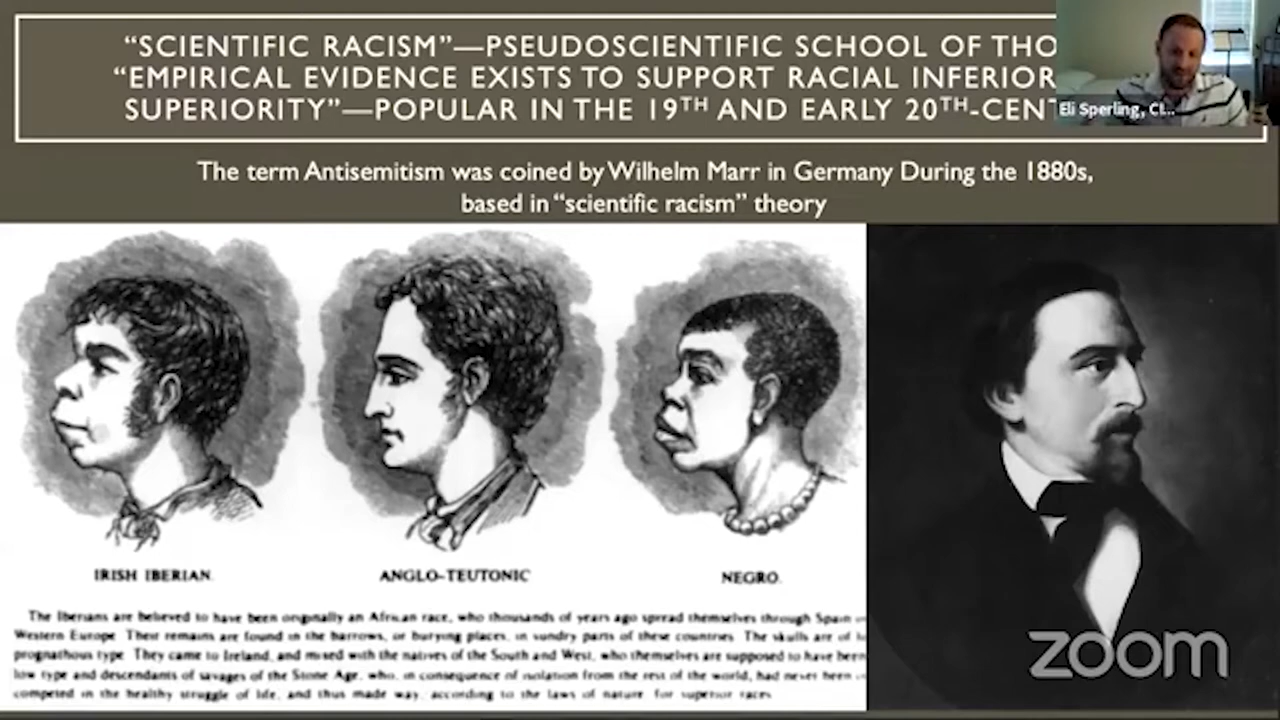 “SCIENTIFIC RACISM”—PSEUDOSCIENTIFIC SCHOOL OF THO
“EMPIRICAL EVIDENCE EXISTS TO SUPPORT RACIAL INFERIOR
SUPERIORITY”—POPULAR IN THE 19TH AND EARLY 20TH-CENT
Eli Sperling, CI...
The term Antisemitism was coined by Wilhelm Marr in Germany During the 1880s,
based in “scientific racism” theory
IRISH IBERIAN.
ANGLO-TEUTONIC
NEGRO.
The Iberians are believed to have been originally an African race, who thousands of years ago spread themselves through Spain
Western Europe. Their remains are found in the barrows, or burying places, in sundry parts of these countries. The skulls are of
prognathous type. They came to Ireland, and mixed with the natives of the South and West, who themselves are supposed to have been
low type and descendants of savages of the Stone Age, who, in consequence of isolation from the rest of the world, had never been
competed in the healthy struggle of life, and thus made way, according to the laws of nature, for superior races
zoom